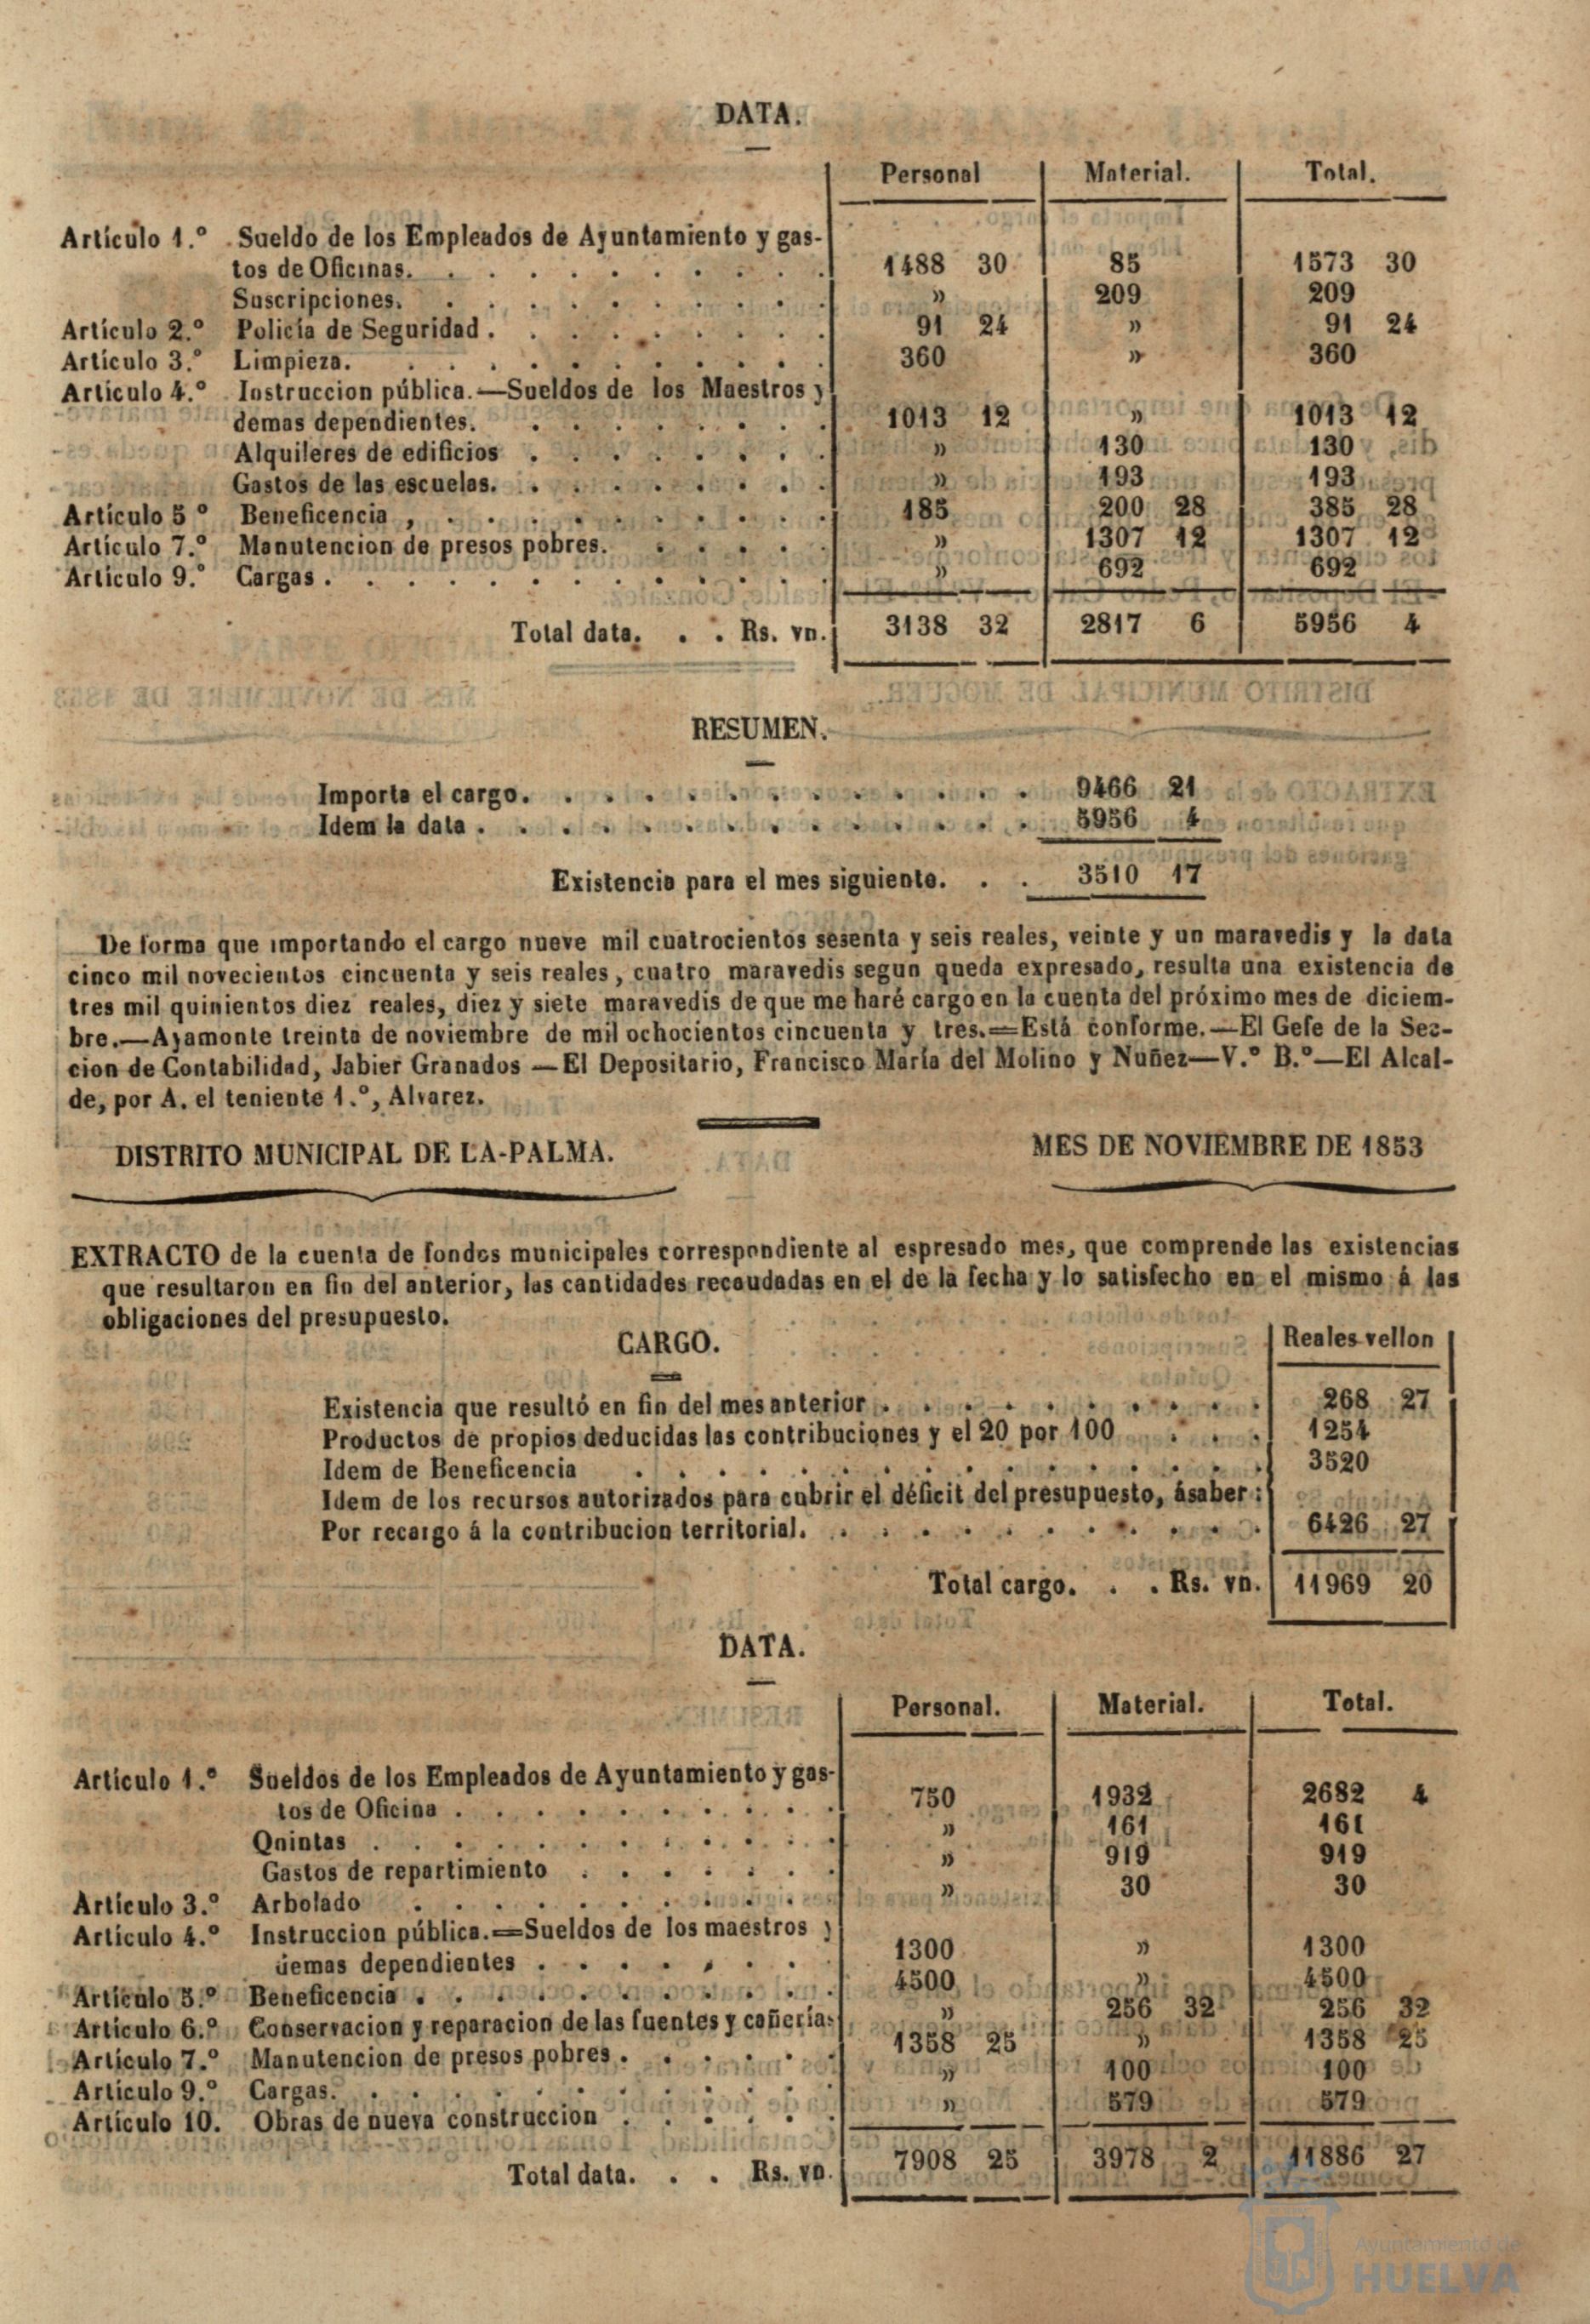 DATA.
Personal Material. Total.
Artículo 1.º Sueldo de los Empleados de Ayuntamiento y gas-
tos de Oficinas. 1488 30 85 1573 30
Suscripciones. » 209 209
Artículo 2.º Policía de Seguridad . 91 24 » 91 24
Artículo 3.º Limpieza. 360 » 360
Artículo 4.º Instruccion pública.—Sueldos de los Maestros y
demas dependientes. 1013 12 » 1013 12
Alquileres de edificios . » 130 130
Gastos de las escuelas. » 193 193
Artículo 5 º Beneficencia , 185 200 28 385 28
Artículo 7.º Manutencion de presos pobres. » 1307 12 1307 12
Artículo 9.º Cargas . » 692 692
Total data. . . Rs. vn. 3138 32 2817 6 5956 4
RESUMEN.
Importa el cargo. 9466 21
Idem la data . 5956 4
Existencia para el mes siguiente. . . 3510 17
De forma que importando el cargo nueve mil cuatrocientos sesenta y seis reales, veinte y un maravedis y la data
cinco mil novecientos cincuenta y seis reales, cuatro maravedis segun queda expresado, resulta una existencia de
tres mil quinientos diez reales, diez y siete maravedis de que me haré cargo en la cuenta del próximo mes de diciem-
bre.—Ayamonte treinta de noviembre de mil ochocientos cincuenta y tres.=Está conforme.—El Gefe de la Sec-
cion de Contabilidad, Jabier Granados —El Depositario, Francisco María del Molino y Nuñez—V.º B.º—El Alcal-
de, por A. el teniente 1.º, Alvarez.
DISTRITO MUNICIPAL DE LA-PALMA. MES DE NOVIEMBRE DE 1853
EXTRACTO de la cuenta de fondos municipales correspondiente al espresado mes, que comprende las existencias
que resultaron en fin del anterior, las cantidades recaudadas en el de la fecha y lo satisfecho en el mismo á las
obligaciones del presupuesto.
CARGO. Reales vellon
Existencia que resultó en fin del mes anterior . 268 27
Productos de propios deducidas las contribuciones y el 20 por 100 1254
Idem de Beneficencia 3520
Idem de los recursos autorizados para cubrir el déficit del presupuesto, ásaber :
Por recargo á la contribucion territorial. 6426 27
Total cargo. . . Rs. vn. 11969 20
DATA.
Personal. Material. Total.
Artículo 1.º Sueldos de los Empleados de Ayuntamiento y gas-
tos de Oficina . 750 1932 2682 4
Qnintas . » 161 161
Gastos de repartimiento » 919 919
Artículo 3.º Arbolado » 30 30
Artículo 4.º Instruccion pública.=Sueldos de los maestros y
demas dependientes . 1300 » 1300
Artículo 5.º Beneficencia . 4500 » 4500
Artículo 6.º Conservacion y reparacion de las fuentes y cañerías » 256 32 256 32
Artículo 7.º Manutencion de presos pobres . 1358 25 » 1358 25
Artículo 9.º Cargas. » 100 100
Artículo 10. Obras de nueva construccion . » 579 579
Total data. . . Rs. vn. 7908 25 3978 2 11886 27
Ayuntamiento de
HUELVA